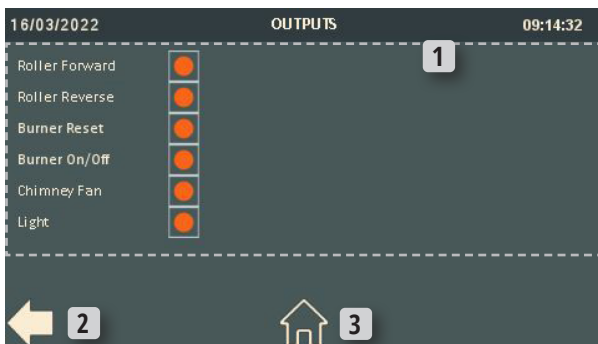 16/03/2022 OUTPUTS 09:14:32
1
Roller Forward
Roller Reverse
Burner Reset
Burner On/Off
Chimney Fan
Light
2 3